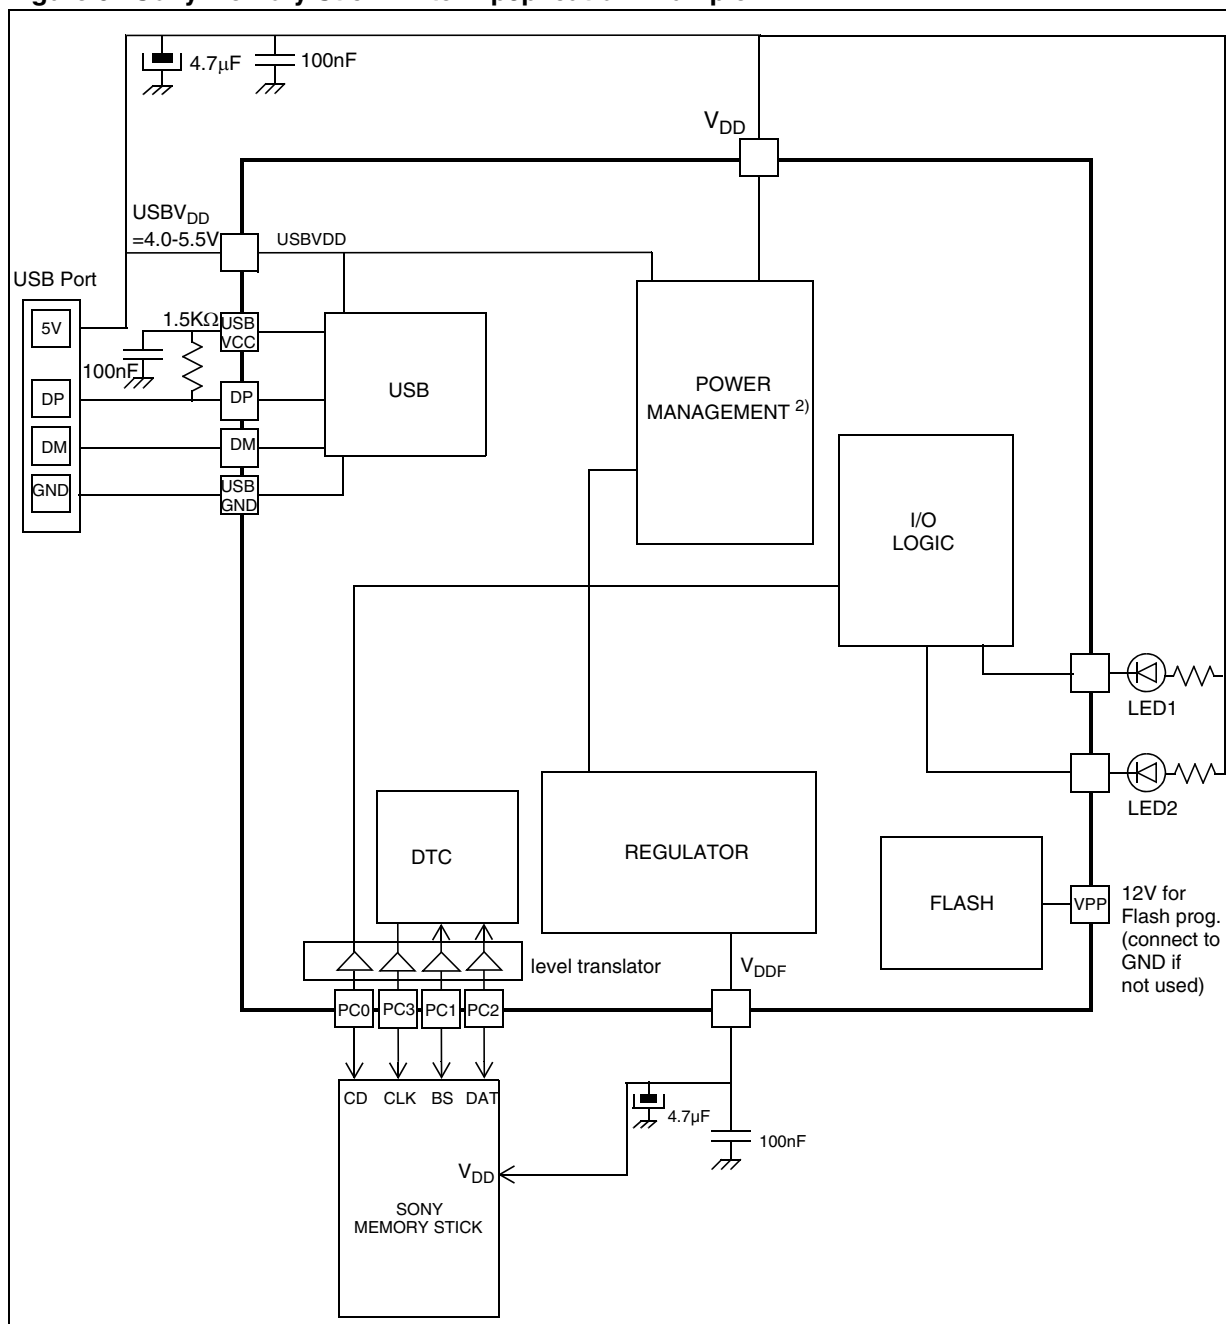 4.7μF
100nF
VDD
USBVDD
=4.0-5.5V
USBVDD
USB Port
5V
1.5KΩ
USB
VCC
100nF
DP
DP
DM
DM
GND
USB
GND
USB
POWER
MANAGEMENT 2)
I/O
LOGIC
LED1
LED2
DTC
REGULATOR
FLASH
VPP
12V for
Flash prog.
(connect to
GND if
not used)
level translator
VDDF
PC0
PC3
PC1
PC2
CD
CLK
BS
DAT
4.7μF
100nF
VDD
SONY
MEMORY STICK